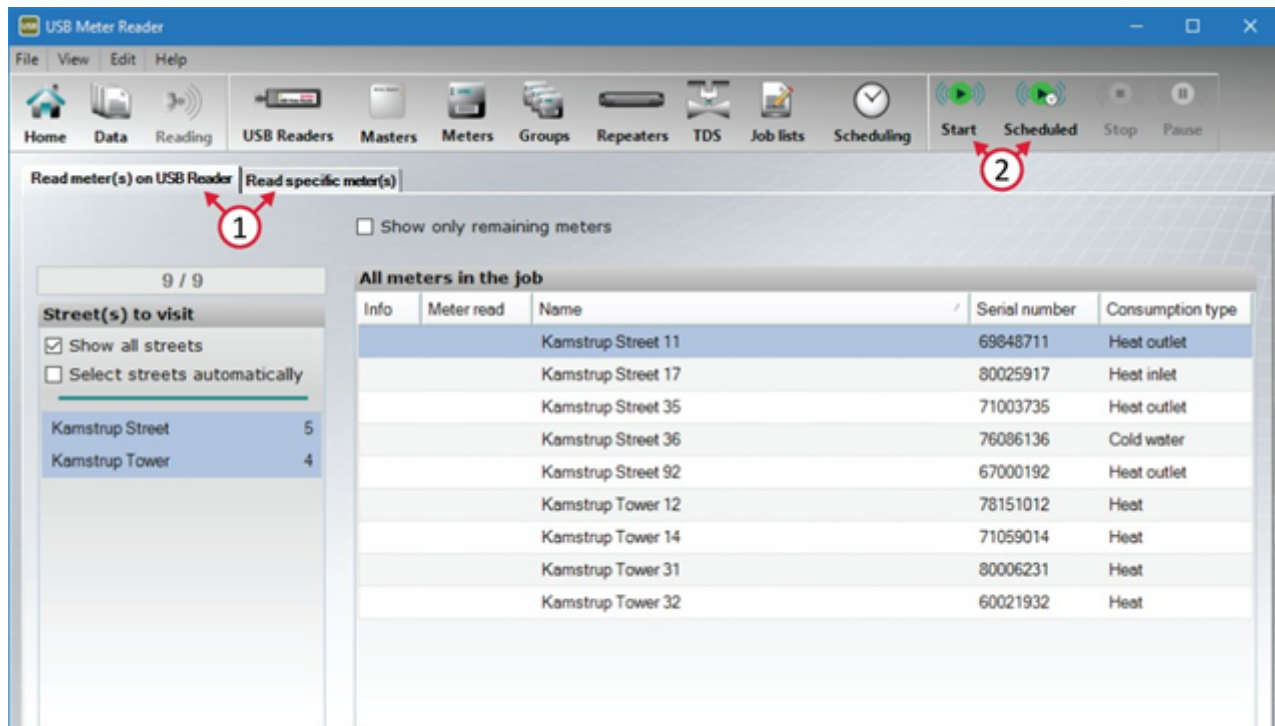 USB USB Meter Reader
File View Edit Help
Home Data Reading USB Readers Masters Meters Groups Repeaters TDS Job lists Scheduling Start Scheduled Stop Pause
2
Read meter(s) on USB Reader Read specific meter(s)
1
Show only remaining meters
9 / 9
All meters in the job
Street(s) to visit
Info Meter read Name Serial number Consumption type
Show all streets
Select streets automatically
Kamstrup Street 5
Kamstrup Tower 4
Kamstrup Street 11 69848711 Heat outlet
Kamstrup Street 17 80025917 Heat inlet
Kamstrup Street 35 71003735 Heat outlet
Kamstrup Street 36 76086136 Cold water
Kamstrup Street 92 67000192 Heat outlet
Kamstrup Tower 12 78151012 Heat
Kamstrup Tower 14 71059014 Heat
Kamstrup Tower 31 80006231 Heat
Kamstrup Tower 32 60021932 Heat